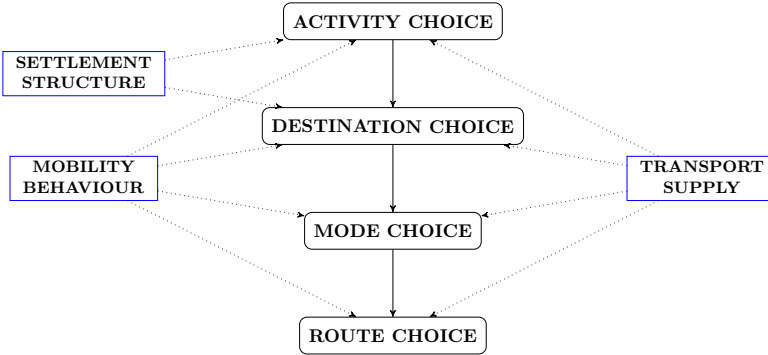 ACTIVITY CHOICE
SETTLEMENT
STRUCTURE
DESTINATION CHOICE
MOBILITY
BEHAVIOUR
TRANSPORT
SUPPLY
MODE CHOICE
ROUTE CHOICE